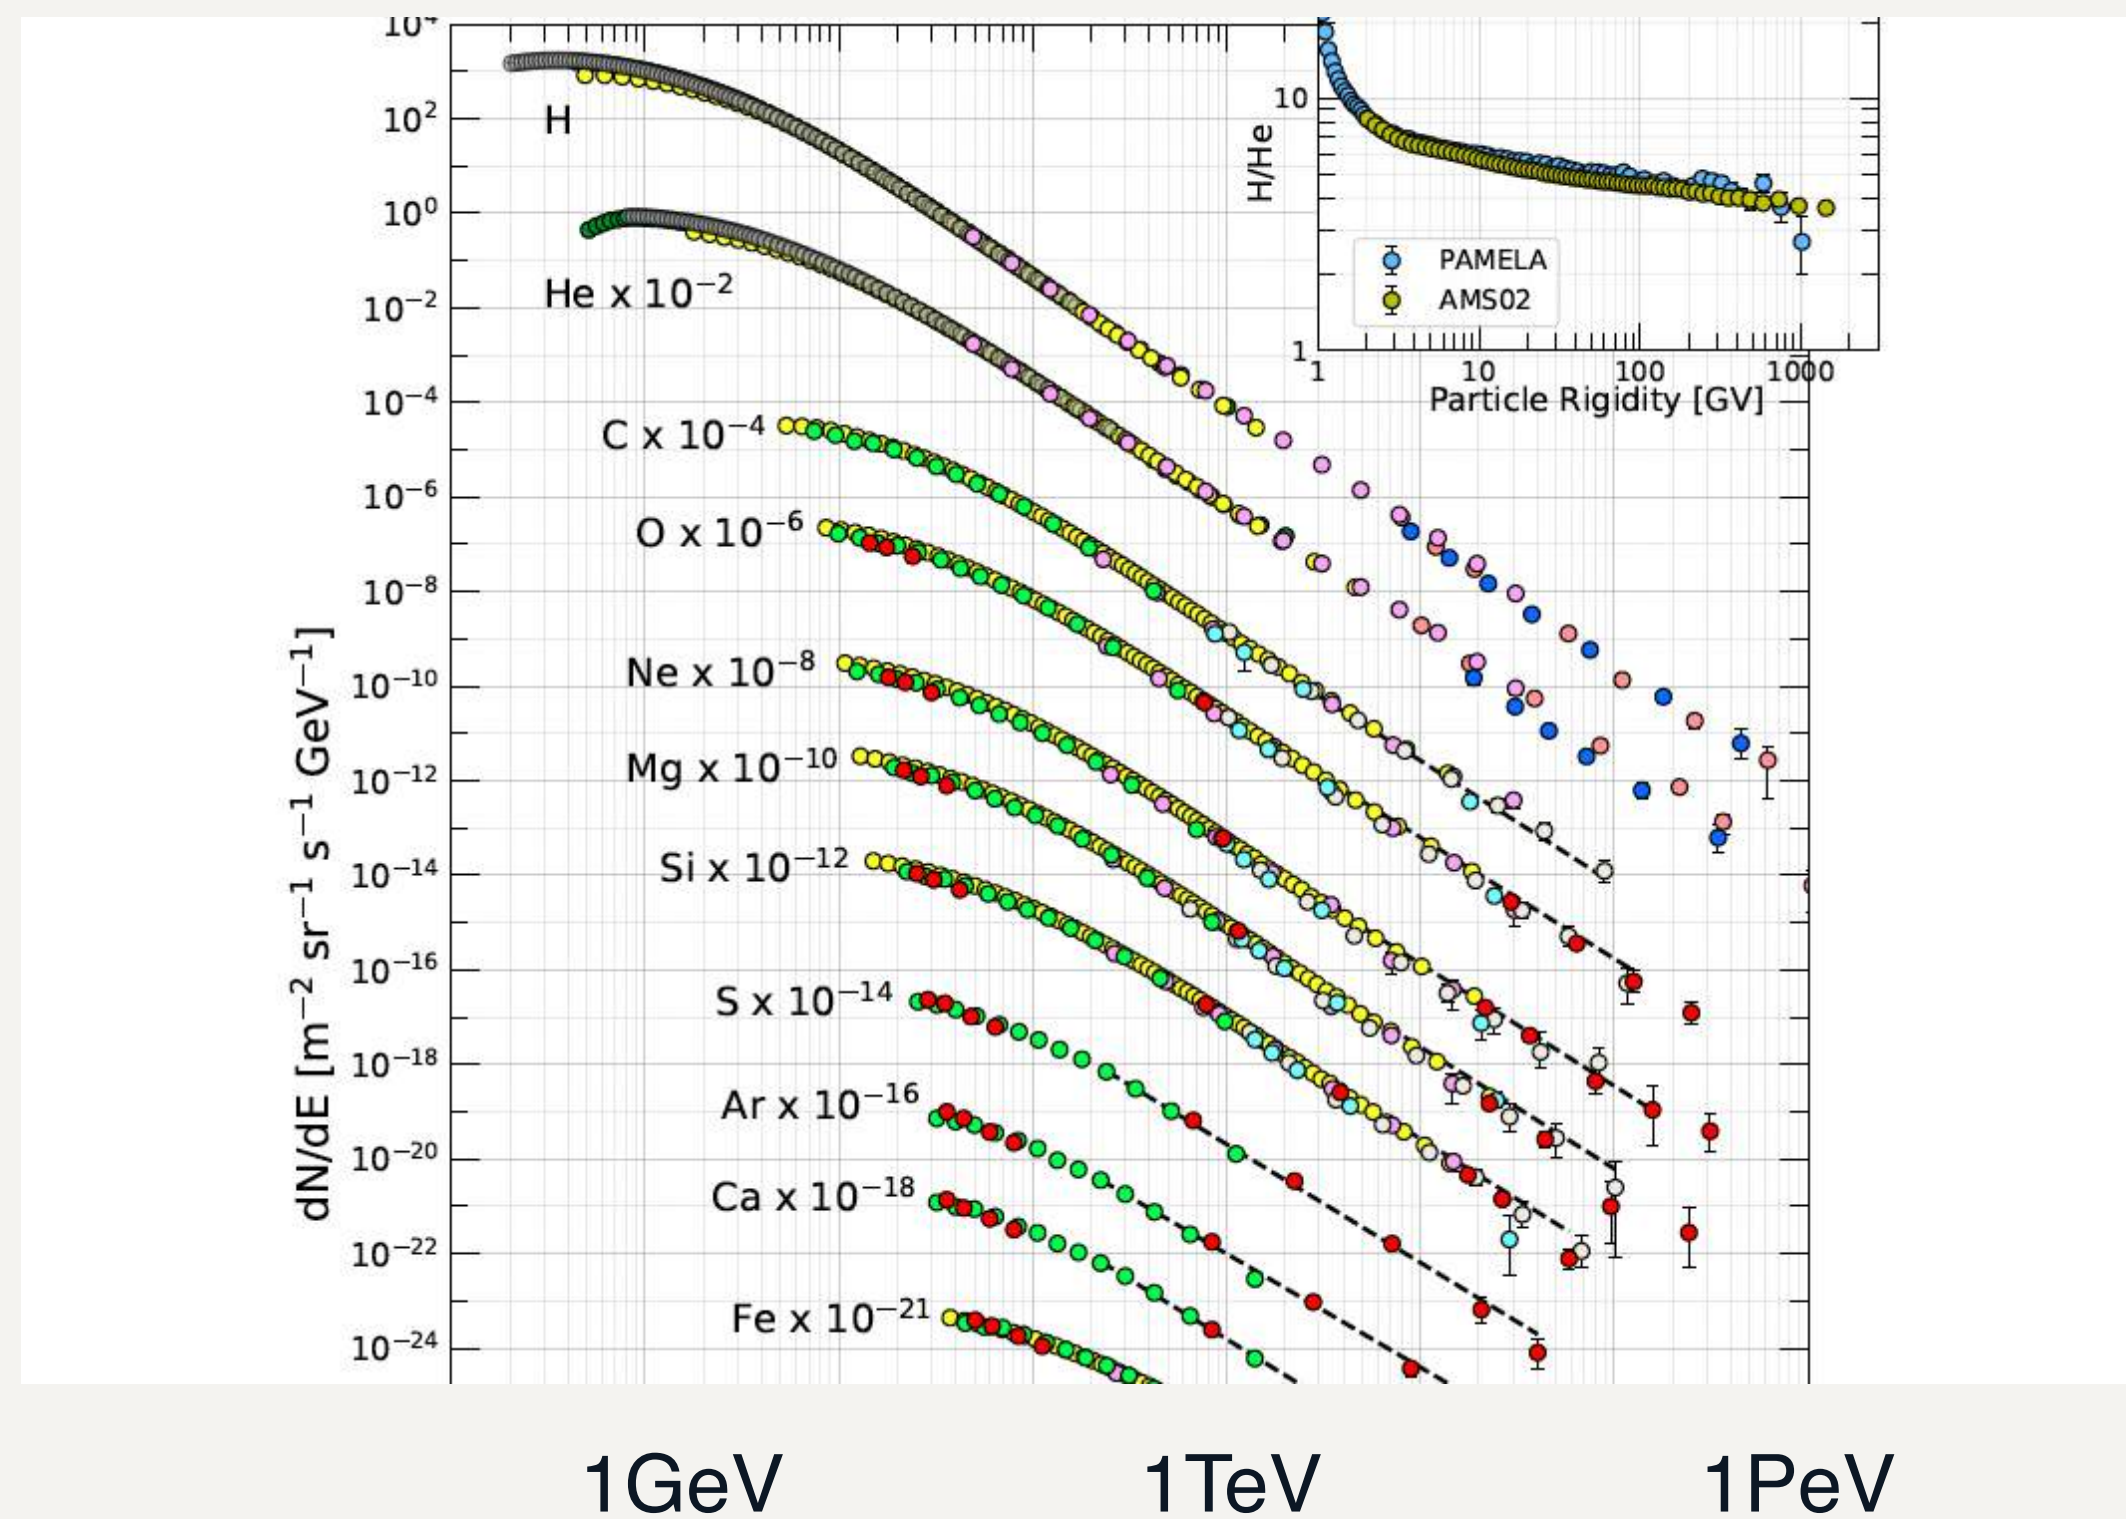 10⁴
10²
10⁰
10⁻²
10⁻⁴
10⁻⁶
10⁻⁸
10⁻¹⁰
10⁻¹²
10⁻¹⁴
10⁻¹⁶
10⁻¹⁸
10⁻²⁰
10⁻²²
10⁻²⁴
dN/dE [m⁻² sr⁻¹ s⁻¹ GeV⁻¹]
H
He x 10⁻²
C x 10⁻⁴
O x 10⁻⁶
Ne x 10⁻⁸
Mg x 10⁻¹⁰
Si x 10⁻¹²
S x 10⁻¹⁴
Ar x 10⁻¹⁶
Ca x 10⁻¹⁸
Fe x 10⁻²¹
H/He
10
1
PAMELA
AMS02
1 10 100 1000
Particle Rigidity [GV]
1GeV 1TeV 1PeV